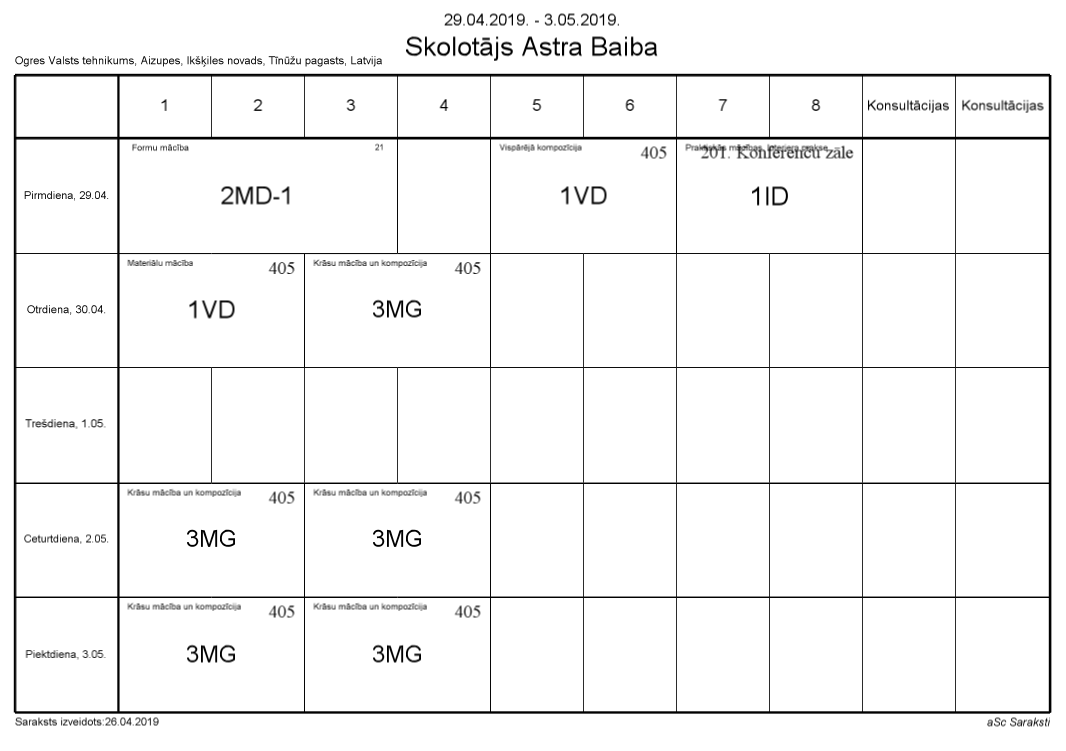 29.04.2019. - 3.05.2019.
Skolotājs Astra Baiba
Ogres Valsts tehnikums, Aizupes, Ikšķiles novads, Tīnūžu pagasts, Latvija
1 2 3 4 5 6 7 8 Konsultācijas Konsultācijas
Pirmdiena, 29.04.
Formu mācība 21
2MD-1
Vispārējā kompozīcija 405
1VD
Praktiskās mācības, Interjera prakse
201. Konferenču zāle
1ID
Otrdiena, 30.04.
Materiālu mācība 405
1VD
Krāsu mācība un kompozīcija 405
3MG
Trešdiena, 1.05.
Ceturtdiena, 2.05.
Krāsu mācība un kompozīcija 405
3MG
Krāsu mācība un kompozīcija 405
3MG
Piektdiena, 3.05.
Krāsu mācība un kompozīcija 405
3MG
Krāsu mācība un kompozīcija 405
3MG
Saraksts izveidots:26.04.2019
aSc Saraksti